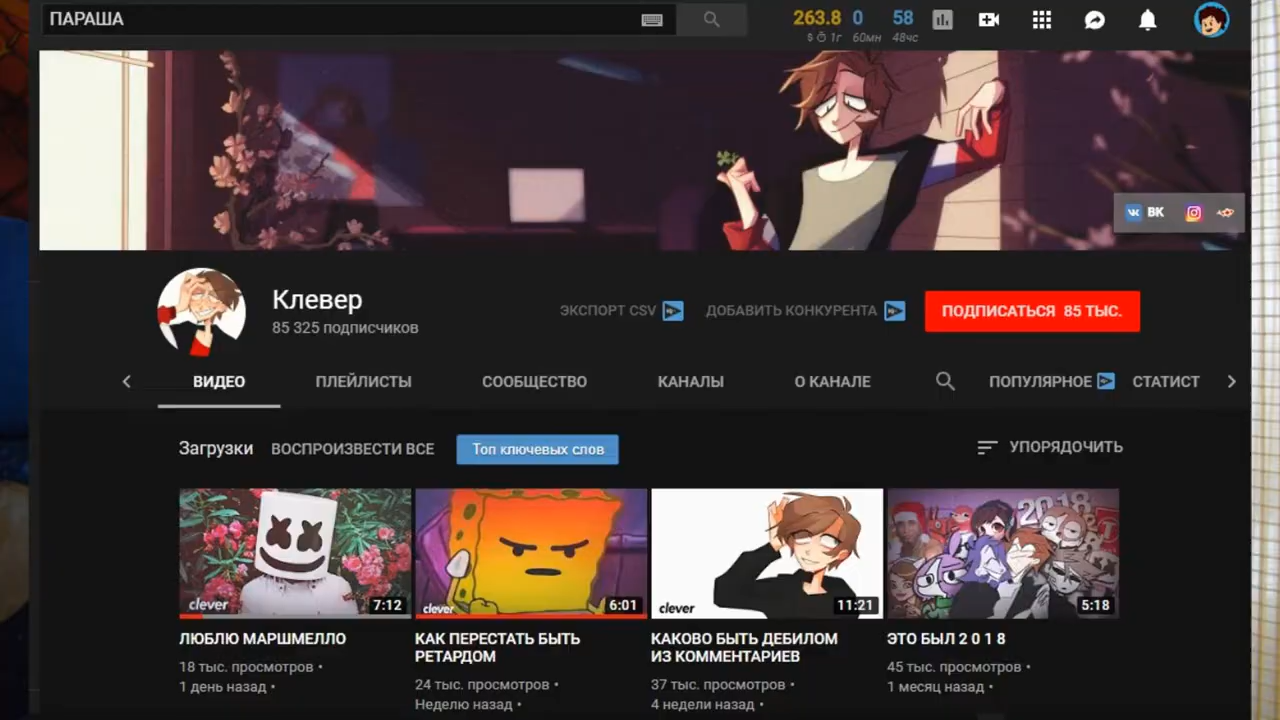 ПАРАША
263.8 0 58
$ 1г 60мн 48чс
ВК
Клевер
85 325 подписчиков
ЭКСПОРТ CSV ДОБАВИТЬ КОНКУРЕНТА ПОДПИСАТЬСЯ 85 ТЫС.
ВИДЕО ПЛЕЙЛИСТЫ СООБЩЕСТВО КАНАЛЫ О КАНАЛЕ ПОПУЛЯРНОЕ СТАТИСТ
Загрузки ВОСПРОИЗВЕСТИ ВСЕ Топ ключевых слов УПОРЯДОЧИТЬ
2018
clever 7:12 clever 6:01 clever 11:21 5:18
ЛЮБЛЮ МАРШМЕЛЛО
18 тыс. просмотров •
1 день назад •
КАК ПЕРЕСТАТЬ БЫТЬ
РЕТАРДОМ
24 тыс. просмотров •
Неделю назад •
КАКОВО БЫТЬ ДЕБИЛОМ
ИЗ КОММЕНТАРИЕВ
37 тыс. просмотров •
4 недели назад •
ЭТО БЫЛ 2 0 1 8
45 тыс. просмотров •
1 месяц назад •